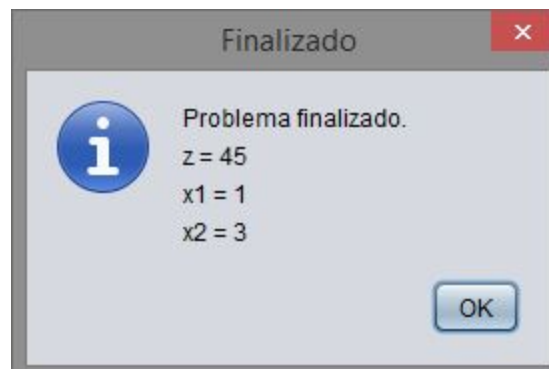 Finalizado
Problema finalizado.
z = 45
x1 = 1
x2 = 3
OK